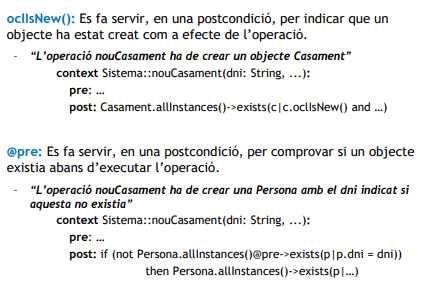 oclIsNew(): Es fa servir, en una postcondició, per indicar que un
objecte ha estat creat com a efecte de l’operació.
- “L’operació nouCasament ha de crear un objecte Casament”
context Sistema::nouCasament(dni: String, ...):
pre: …
post: Casament.allInstances()->exists(c|c.oclIsNew() and …)
@pre: Es fa servir, en una postcondició, per comprovar si un objecte
existia abans d’executar l’operació.
- “L’operació nouCasament ha de crear una Persona amb el dni indicat si
aquesta no existia”
context Sistema::nouCasament(dni: String, ...):
pre: …
post: if (not Persona.allInstances()@pre->exists(p|p.dni = dni))
then Persona.allInstances()->exists(p|…)